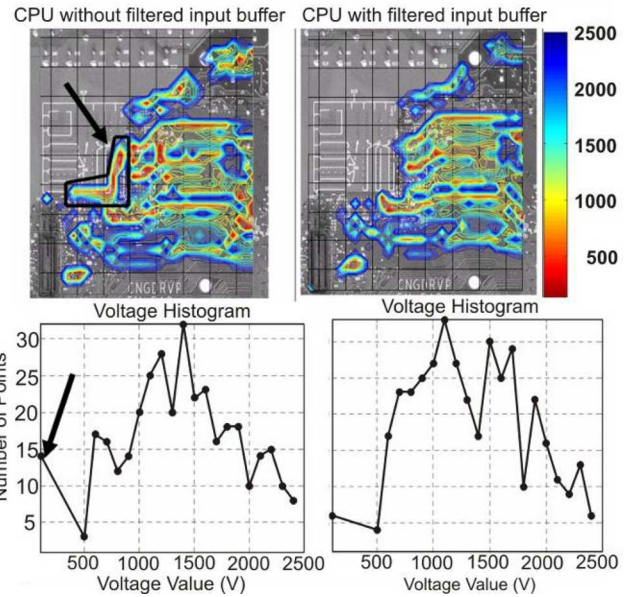 CPU without filtered input buffer
CPU with filtered input buffer
2500
2000
1500
1000
500
CNGDRVP
CNGDRVP
Voltage Histogram
Voltage Histogram
30
25
20
15
10
5
Number of Points
500 1000 1500 2000 2500
500 1000 1500 2000 2500
Voltage Value (V)
Voltage Value (V)